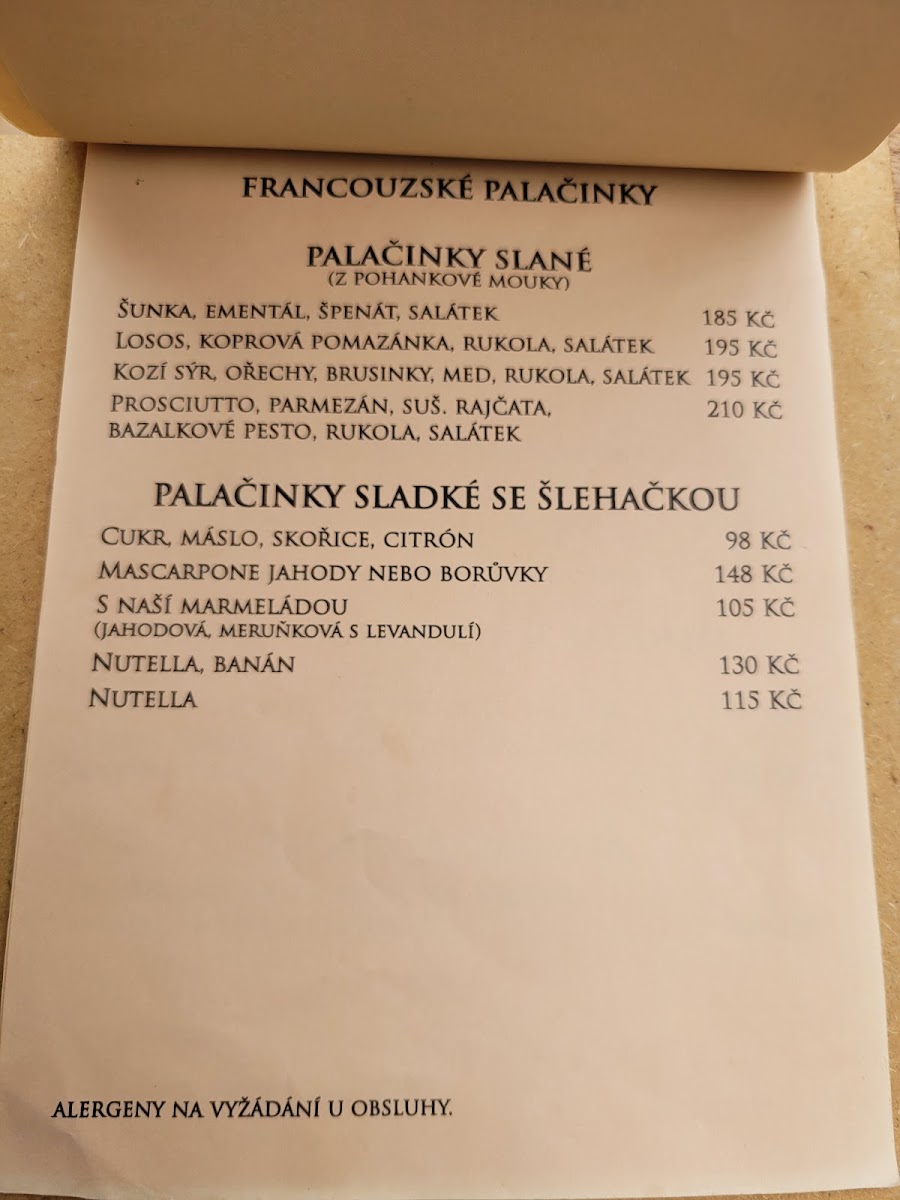 FRANCOUZSKÉ PALAČINKY
PALAČINKY SLANÉ
(Z POHANKOVÉ MOUKY)
ŠUNKA, EMENTÁL, ŠPENÁT, SALÁTEK 185 KČ
LOSOS, KOPROVÁ POMAZÁNKA, RUKOLA, SALÁTEK 195 KČ
KOZÍ SÝR, OŘECHY, BRUSINKY, MED, RUKOLA, SALÁTEK 195 KČ
PROSCIUTTO, PARMEZÁN, SUŠ. RAJČATA, 210 KČ
BAZALKOVÉ PESTO, RUKOLA, SALÁTEK
PALAČINKY SLADKÉ SE ŠLEHAČKOU
CUKR, MÁSLO, SKOŘICE, CITRÓN 98 KČ
MASCARPONE JAHODY NEBO BORŮVKY 148 KČ
S NAŠÍ MARMELÁDOU 105 KČ
(JAHODOVÁ, MERUŇKOVÁ S LEVANDULÍ)
NUTELLA, BANÁN 130 KČ
NUTELLA 115 KČ
ALERGENY NA VYŽÁDÁNÍ U OBSLUHY.